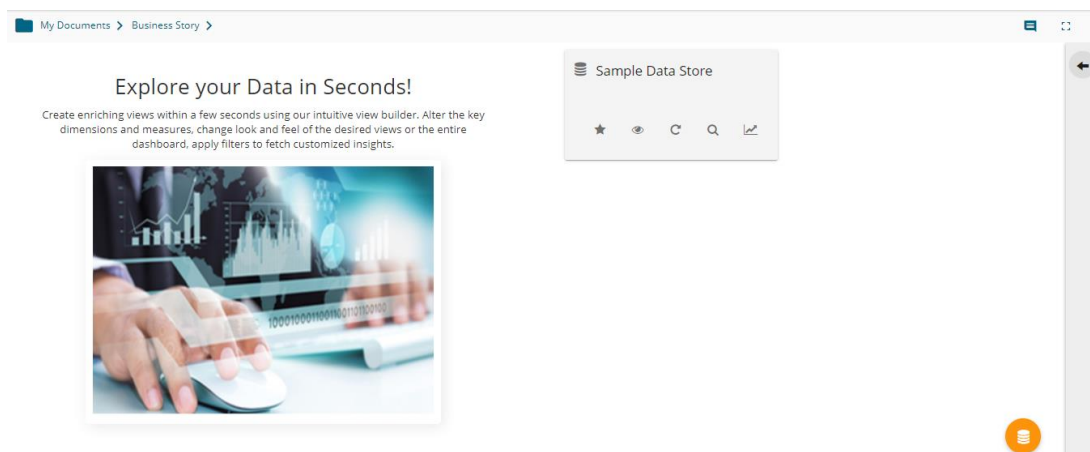 My Documents > Business Story >
Explore your Data in Seconds!
Create enriching views within a few seconds using our intuitive view builder. Alter the key
dimensions and measures, change look and feel of the desired views or the entire
dashboard, apply filters to fetch customized insights.
Sample Data Store